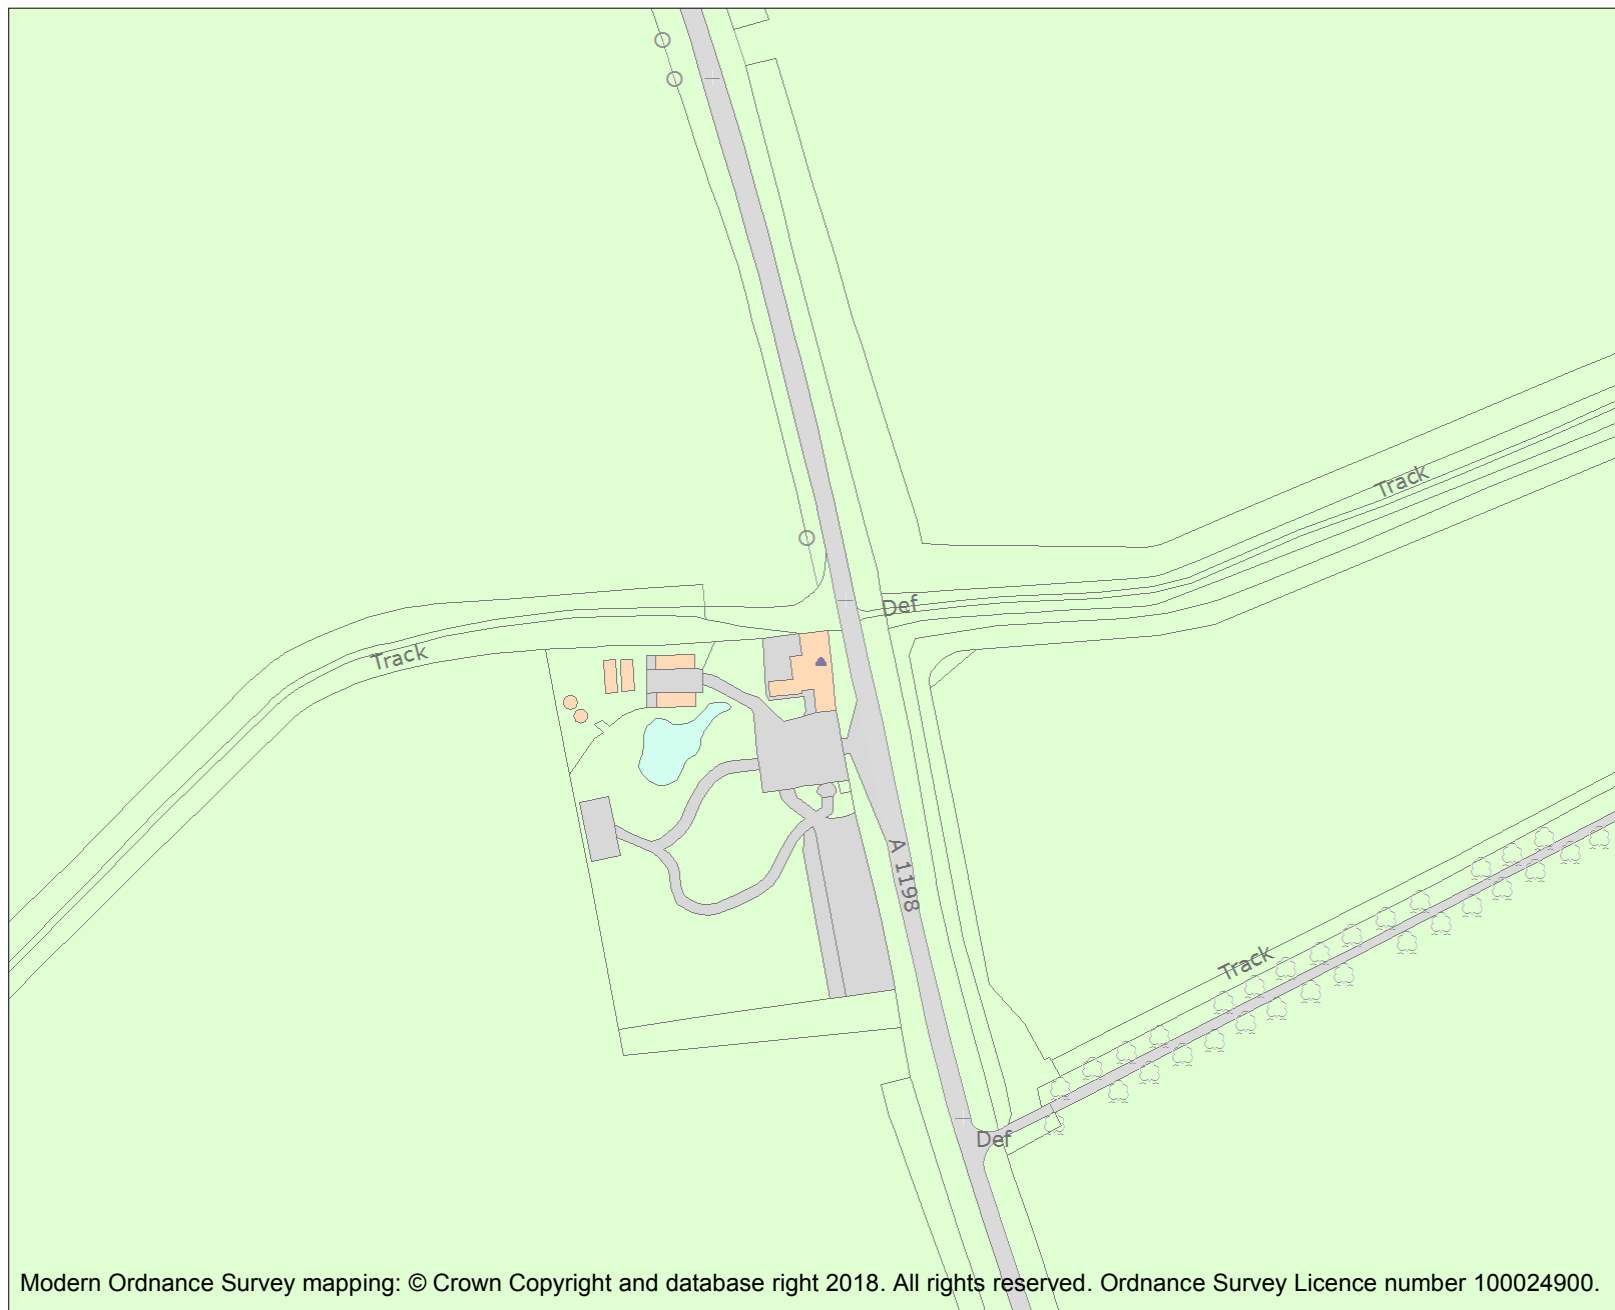 Track
Def
Track
A 1198
Track
Def
Modern Ordnance Survey mapping: © Crown Copyright and database right 2018. All rights reserved. Ordnance Survey Licence number 100024900.